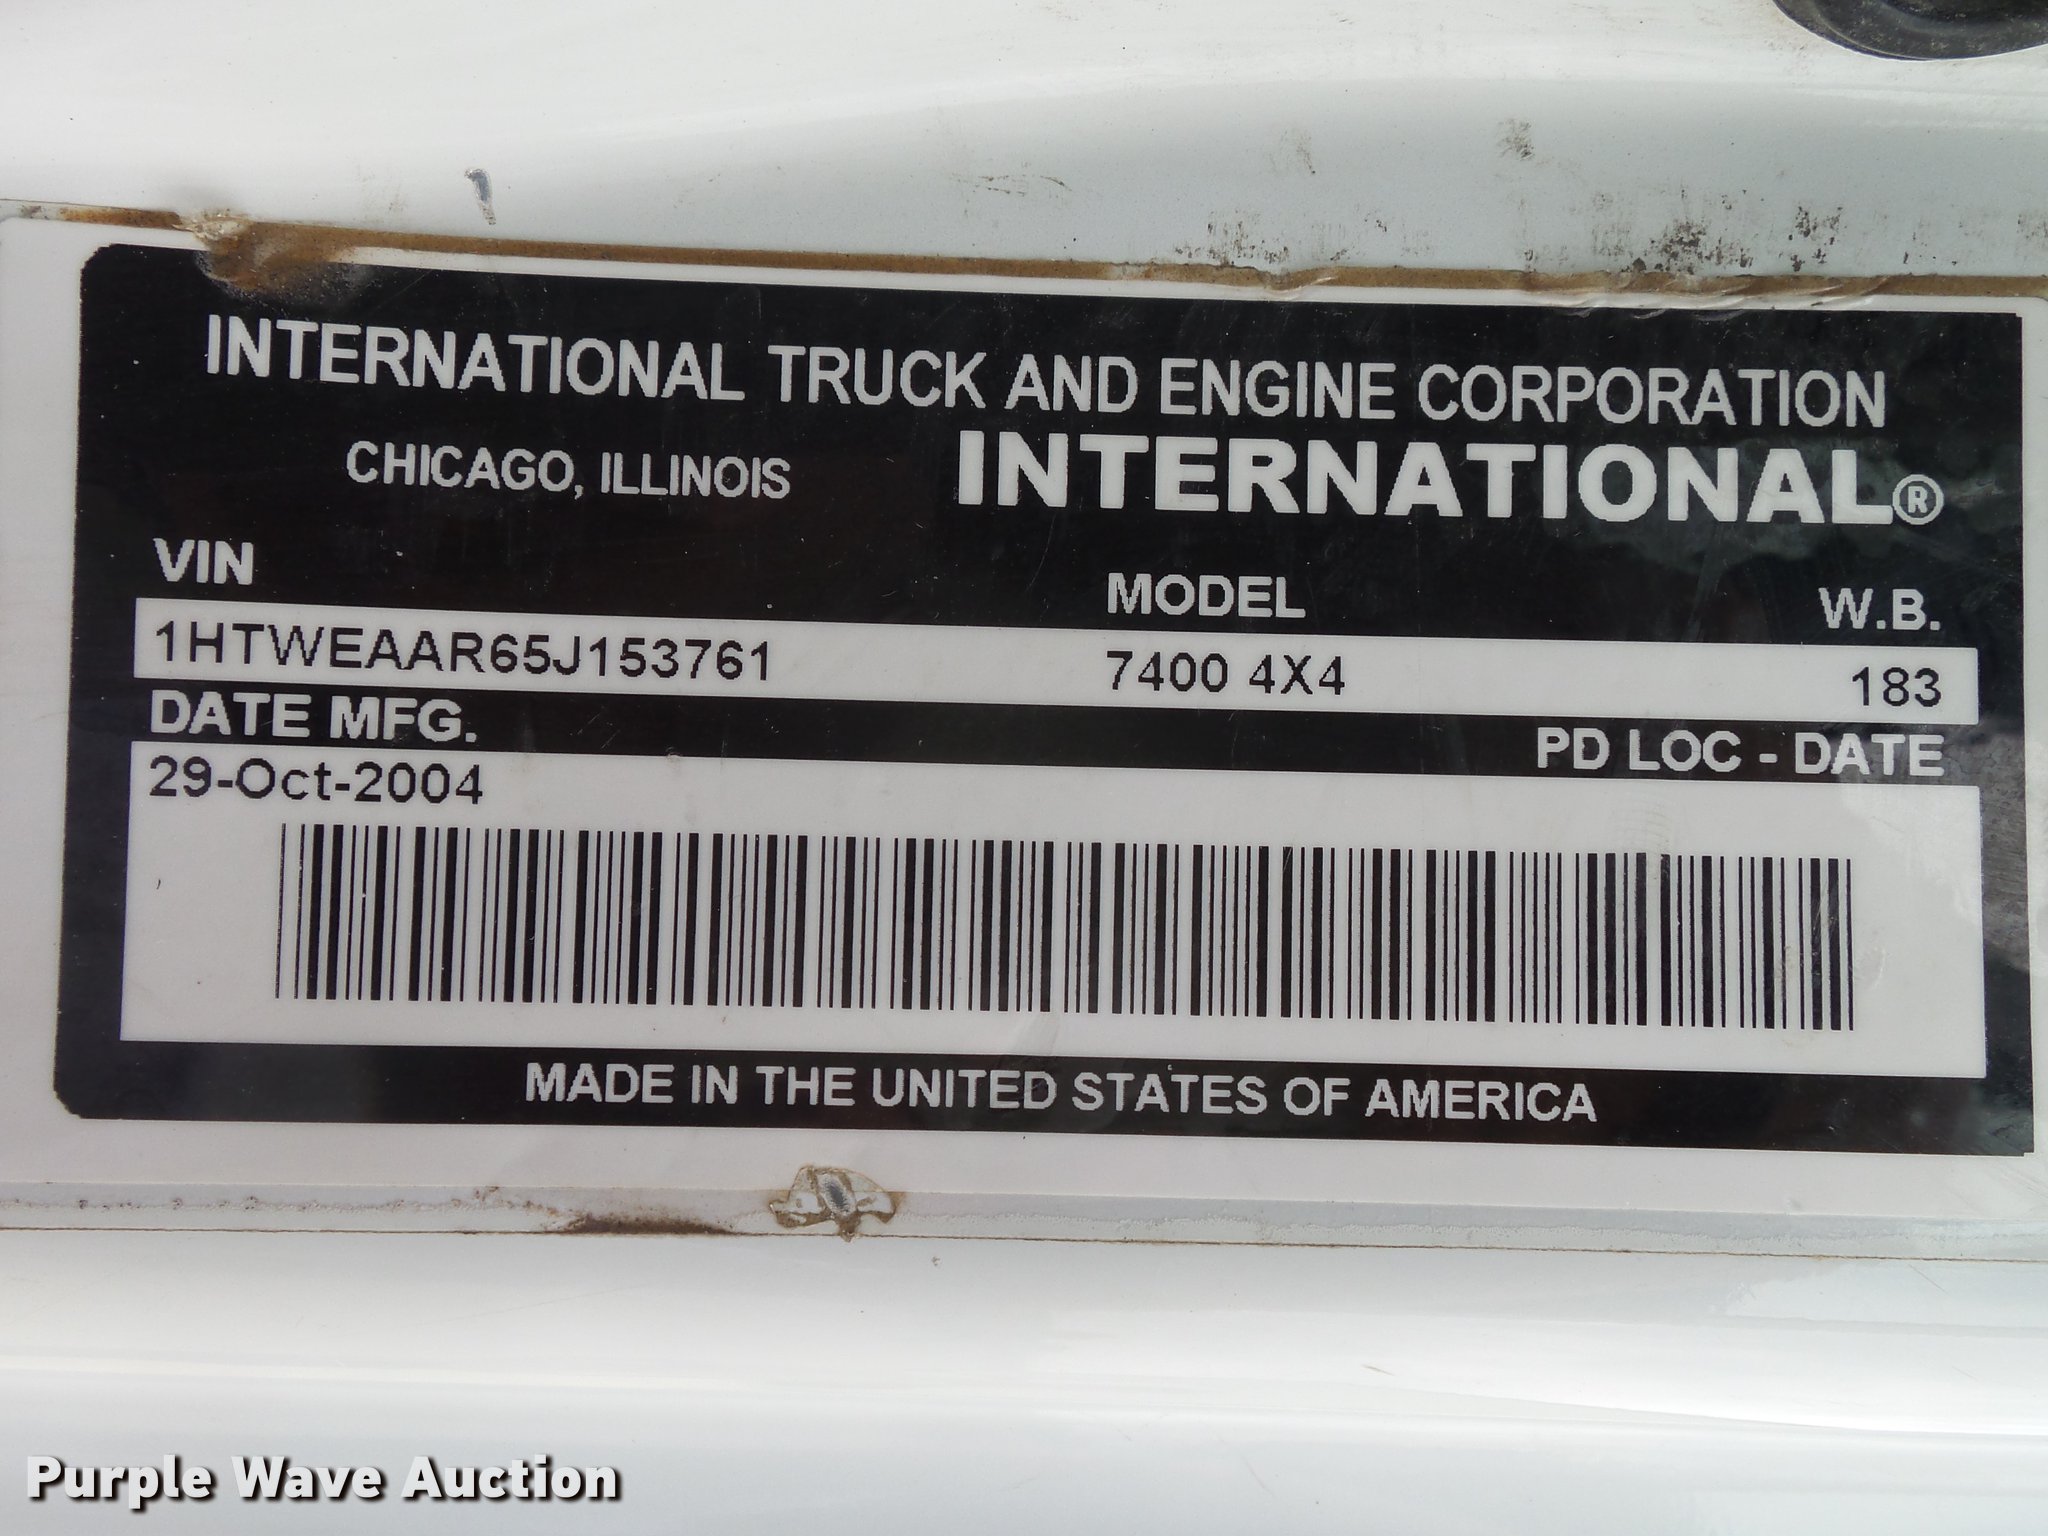 INTERNATIONAL TRUCK AND ENGINE CORPORATION
CHICAGO, ILLINOIS INTERNATIONAL®
VIN MODEL W.B.
1HTWEAAR65J153761 7400 4X4 183
DATE MFG. PD LOC - DATE
29-Oct-2004
MADE IN THE UNITED STATES OF AMERICA
Purple Wave Auction